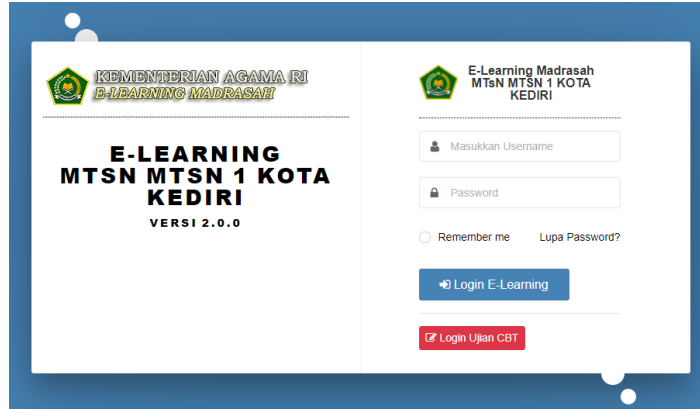 KEMENTERIAN AGAMA RI
E-LEARNING MADRASAH
E-LEARNING
MTSN MTSN 1 KOTA
KEDIRI
VERSI 2.0.0
E-Learning Madrasah
MTsN MTSN 1 KOTA
KEDIRI
Masukkan Username
Password
Remember me
Lupa Password?
Login E-Learning
Login Ujian CBT